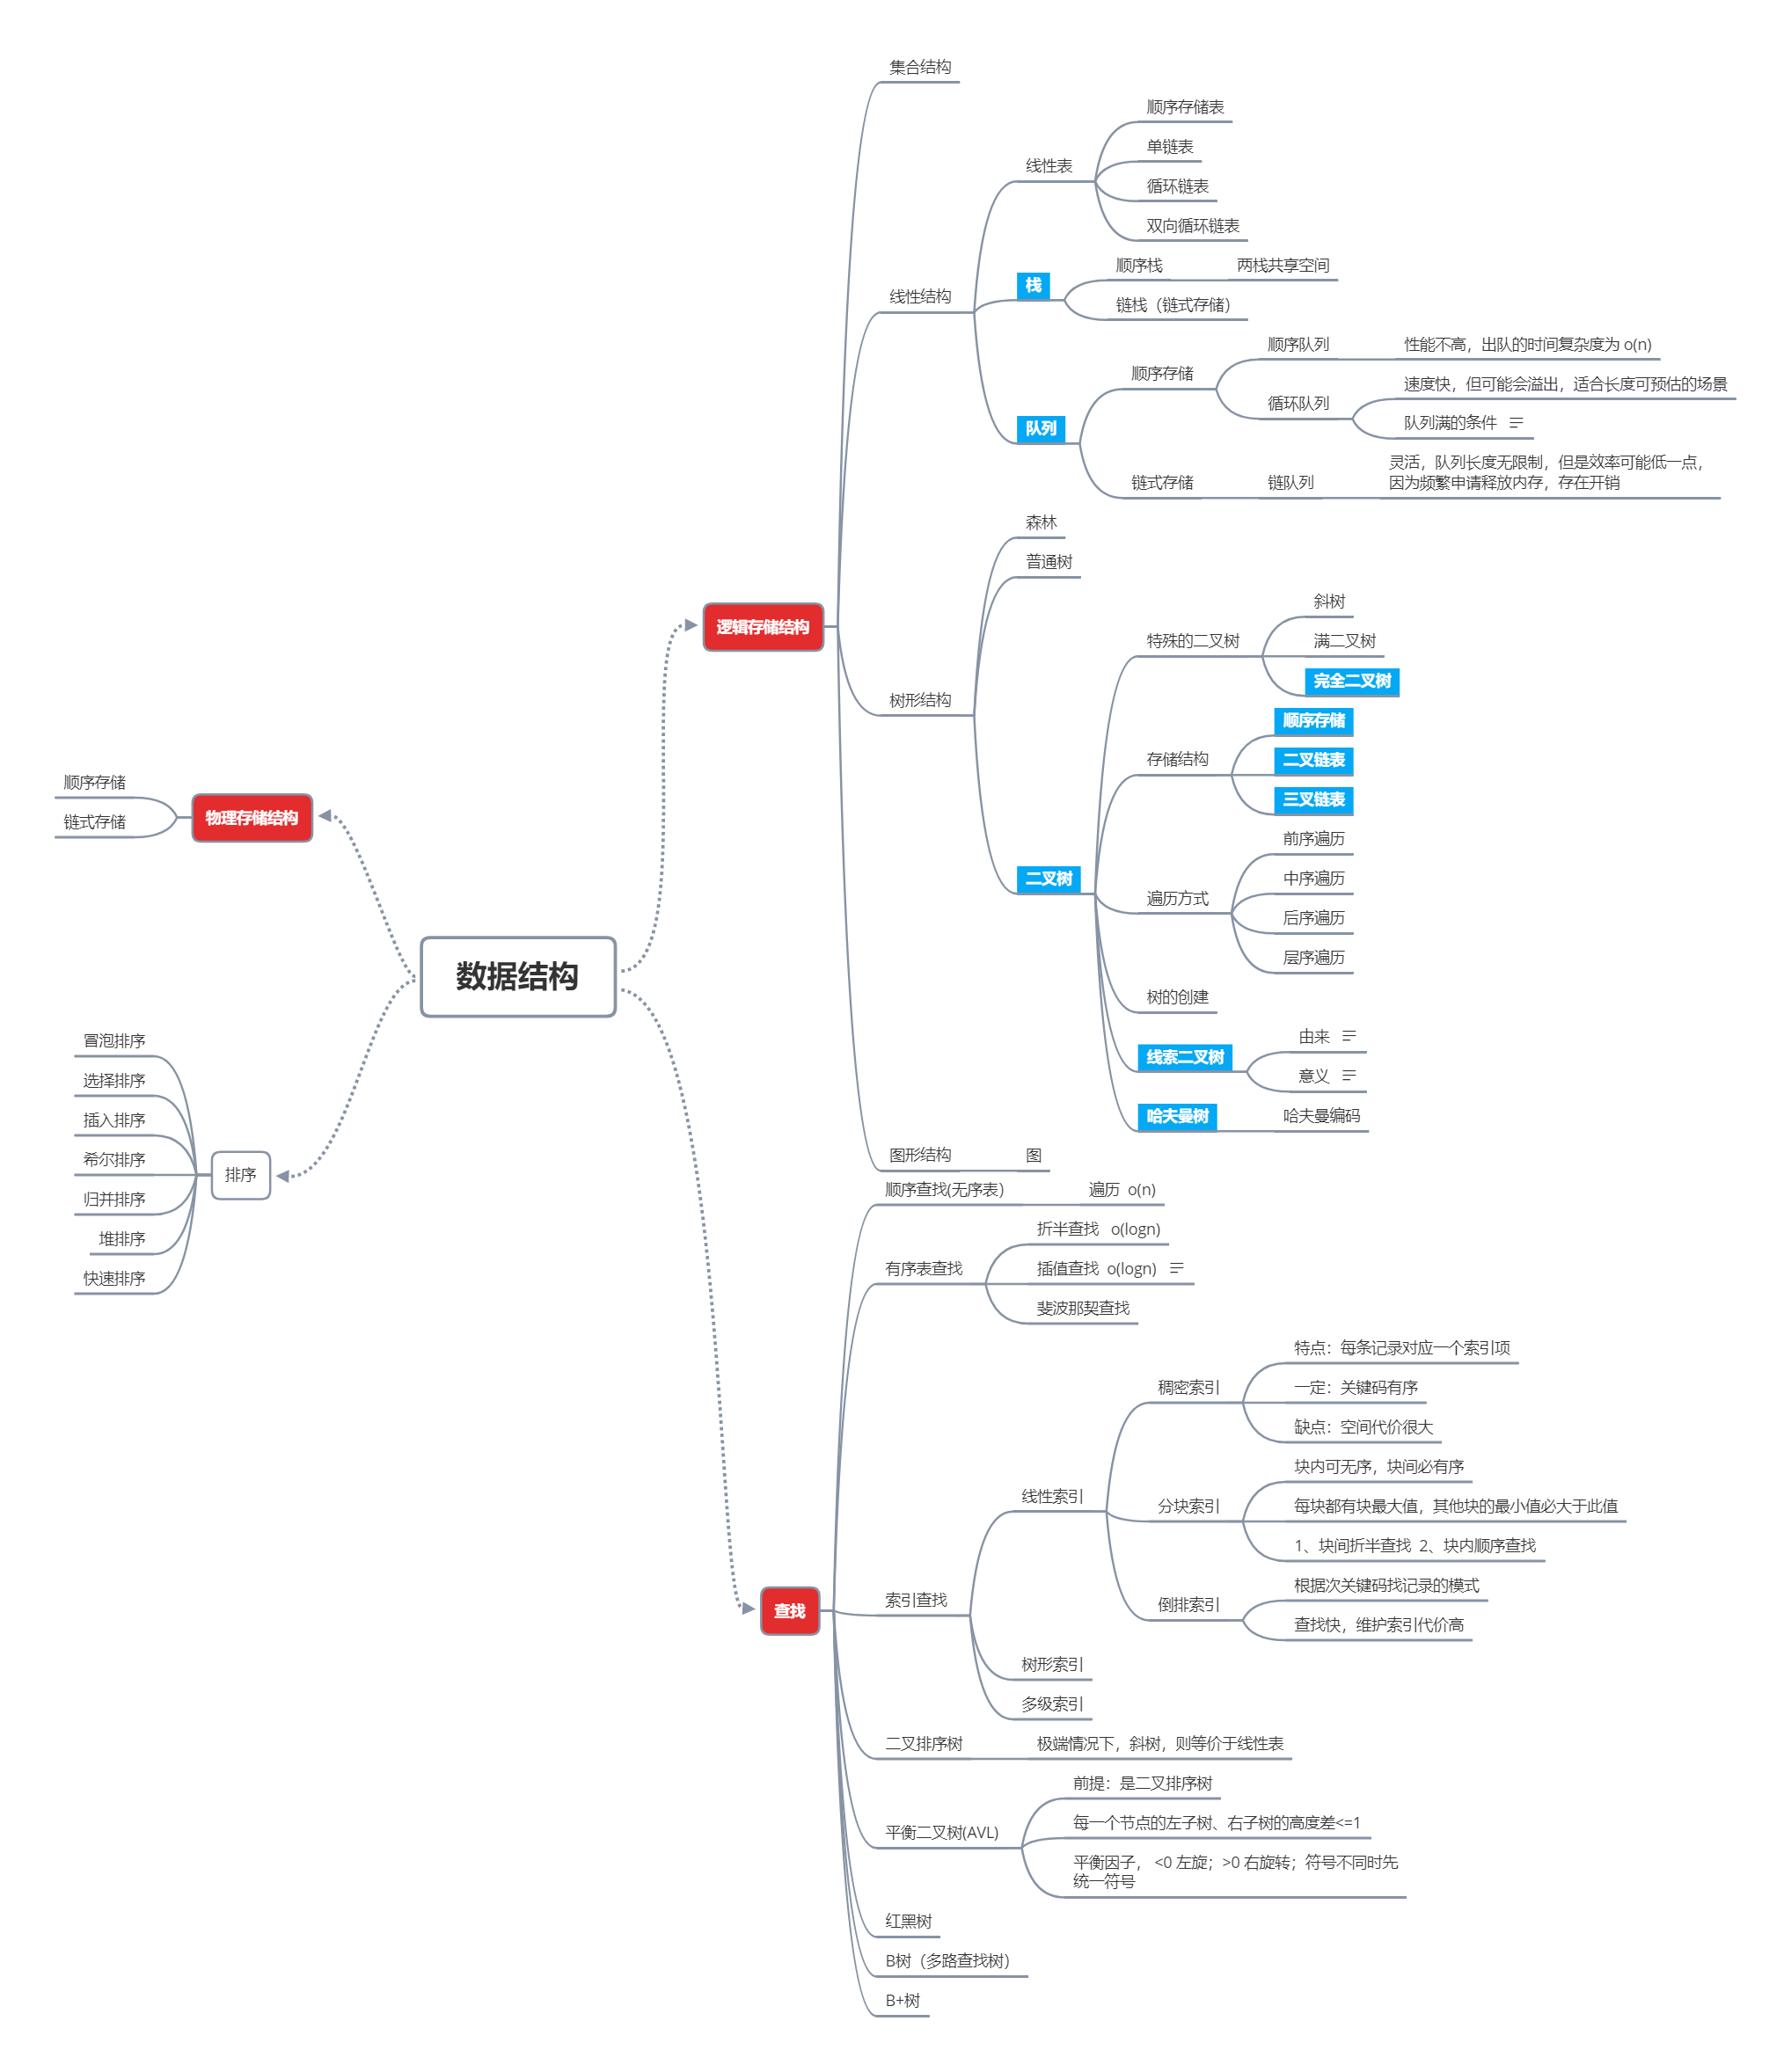 数据结构
逻辑存储结构
集合结构
线性结构
线性表
顺序存储表
单链表
循环链表
双向循环链表
栈
顺序栈
两栈共享空间
链栈（链式存储）
队列
顺序存储
顺序队列
性能不高，出队的时间复杂度为 o(n)
循环队列
速度快，但可能会溢出，适合长度可预估的场景
队列满的条件
链式存储
链队列
灵活，队列长度无限制，但是效率可能低一点，
因为频繁申请释放内存，存在开销
树形结构
森林
普通树
二叉树
特殊的二叉树
斜树
满二叉树
完全二叉树
存储结构
顺序存储
二叉链表
三叉链表
遍历方式
前序遍历
中序遍历
后序遍历
层序遍历
树的创建
线索二叉树
由来
意义
哈夫曼树
哈夫曼编码
图形结构
图
查找
顺序查找(无序表）
遍历 o(n)
有序表查找
折半查找 o(logn)
插值查找 o(logn)
斐波那契查找
索引查找
线性索引
稠密索引
特点：每条记录对应一个索引项
一定：关键码有序
缺点：空间代价很大
分块索引
块内可无序，块间必有序
每块都有块最大值，其他块的最小值必大于此值
1、块间折半查找 2、块内顺序查找
倒排索引
根据次关键码找记录的模式
查找快，维护索引代价高
树形索引
多级索引
二叉排序树
极端情况下，斜树，则等价于线性表
平衡二叉树(AVL)
前提：是二叉排序树
每一个节点的左子树、右子树的高度差<=1
平衡因子， <0 左旋；>0 右旋转；符号不同时先
统一符号
红黑树
B树（多路查找树）
B+树
物理存储结构
顺序存储
链式存储
排序
冒泡排序
选择排序
插入排序
希尔排序
归并排序
堆排序
快速排序